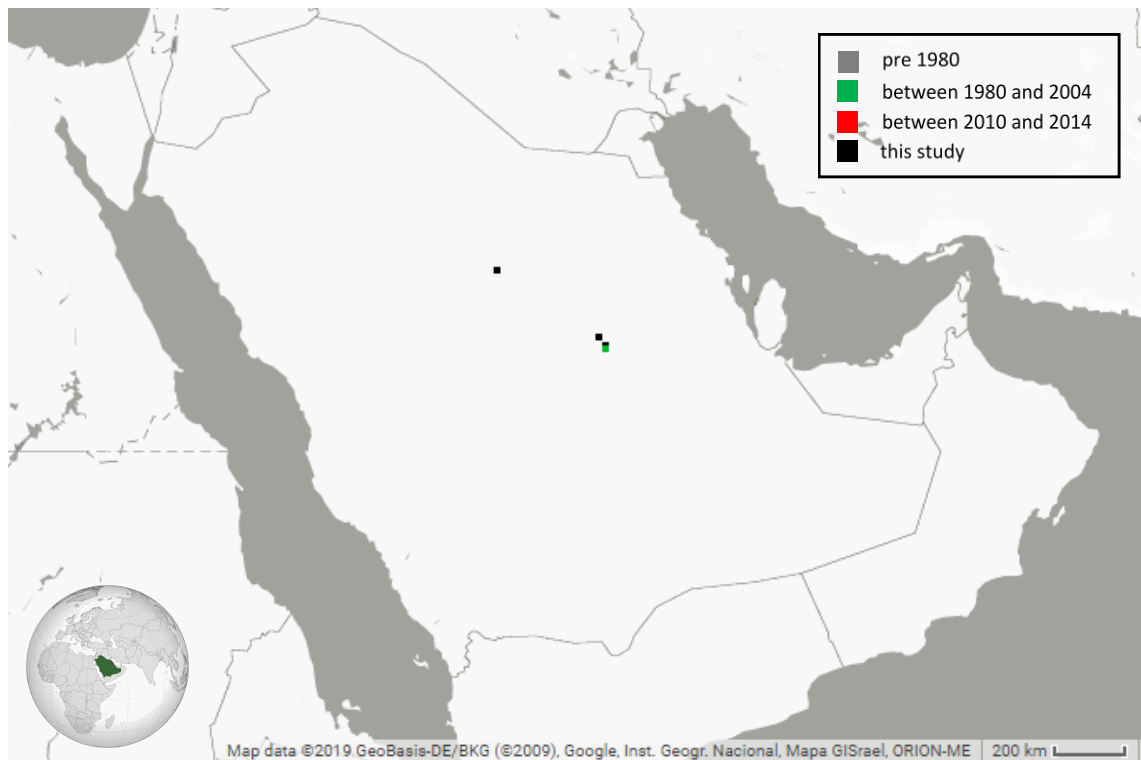 pre 1980
between 1980 and 2004
between 2010 and 2014
this study
Map data ©2019 GeoBasis-DE/BKG (©2009), Google, Inst. Geogr. Nacional, Mapa GISrael, ORION-ME 200 km